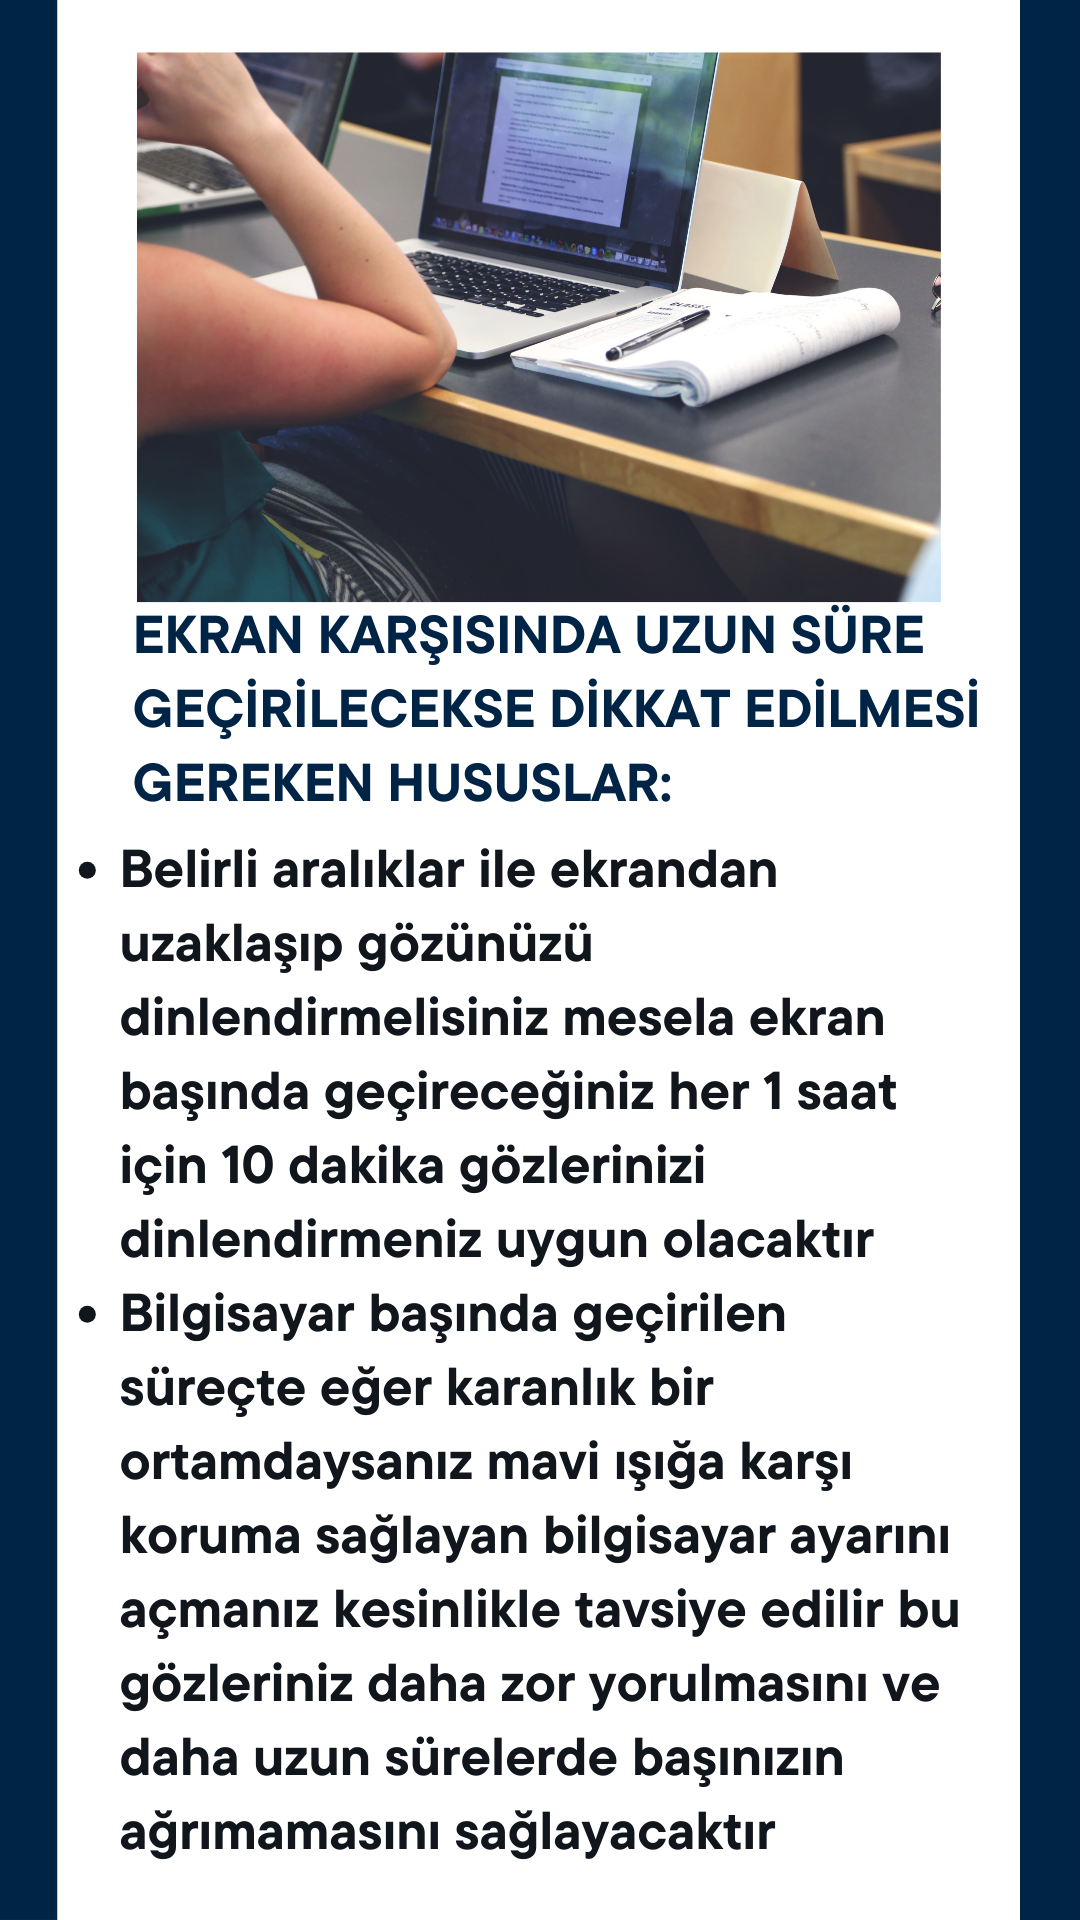 EKRAN KARŞISINDA UZUN SÜRE
GEÇİRİLECEKSE DİKKAT EDİLMESİ
GEREKEN HUSUSLAR:
• Belirli aralıklar ile ekrandan
uzaklaşıp gözünüzü
dinlendirmelisiniz mesela ekran
başında geçireceğiniz her 1 saat
için 10 dakika gözlerinizi
dinlendirmeniz uygun olacaktır
• Bilgisayar başında geçirilen
süreçte eğer karanlık bir
ortamdaysanız mavi ışığa karşı
koruma sağlayan bilgisayar ayarını
açmanız kesinlikle tavsiye edilir bu
gözleriniz daha zor yorulmasını ve
daha uzun sürelerde başınızın
ağrımamasını sağlayacaktır